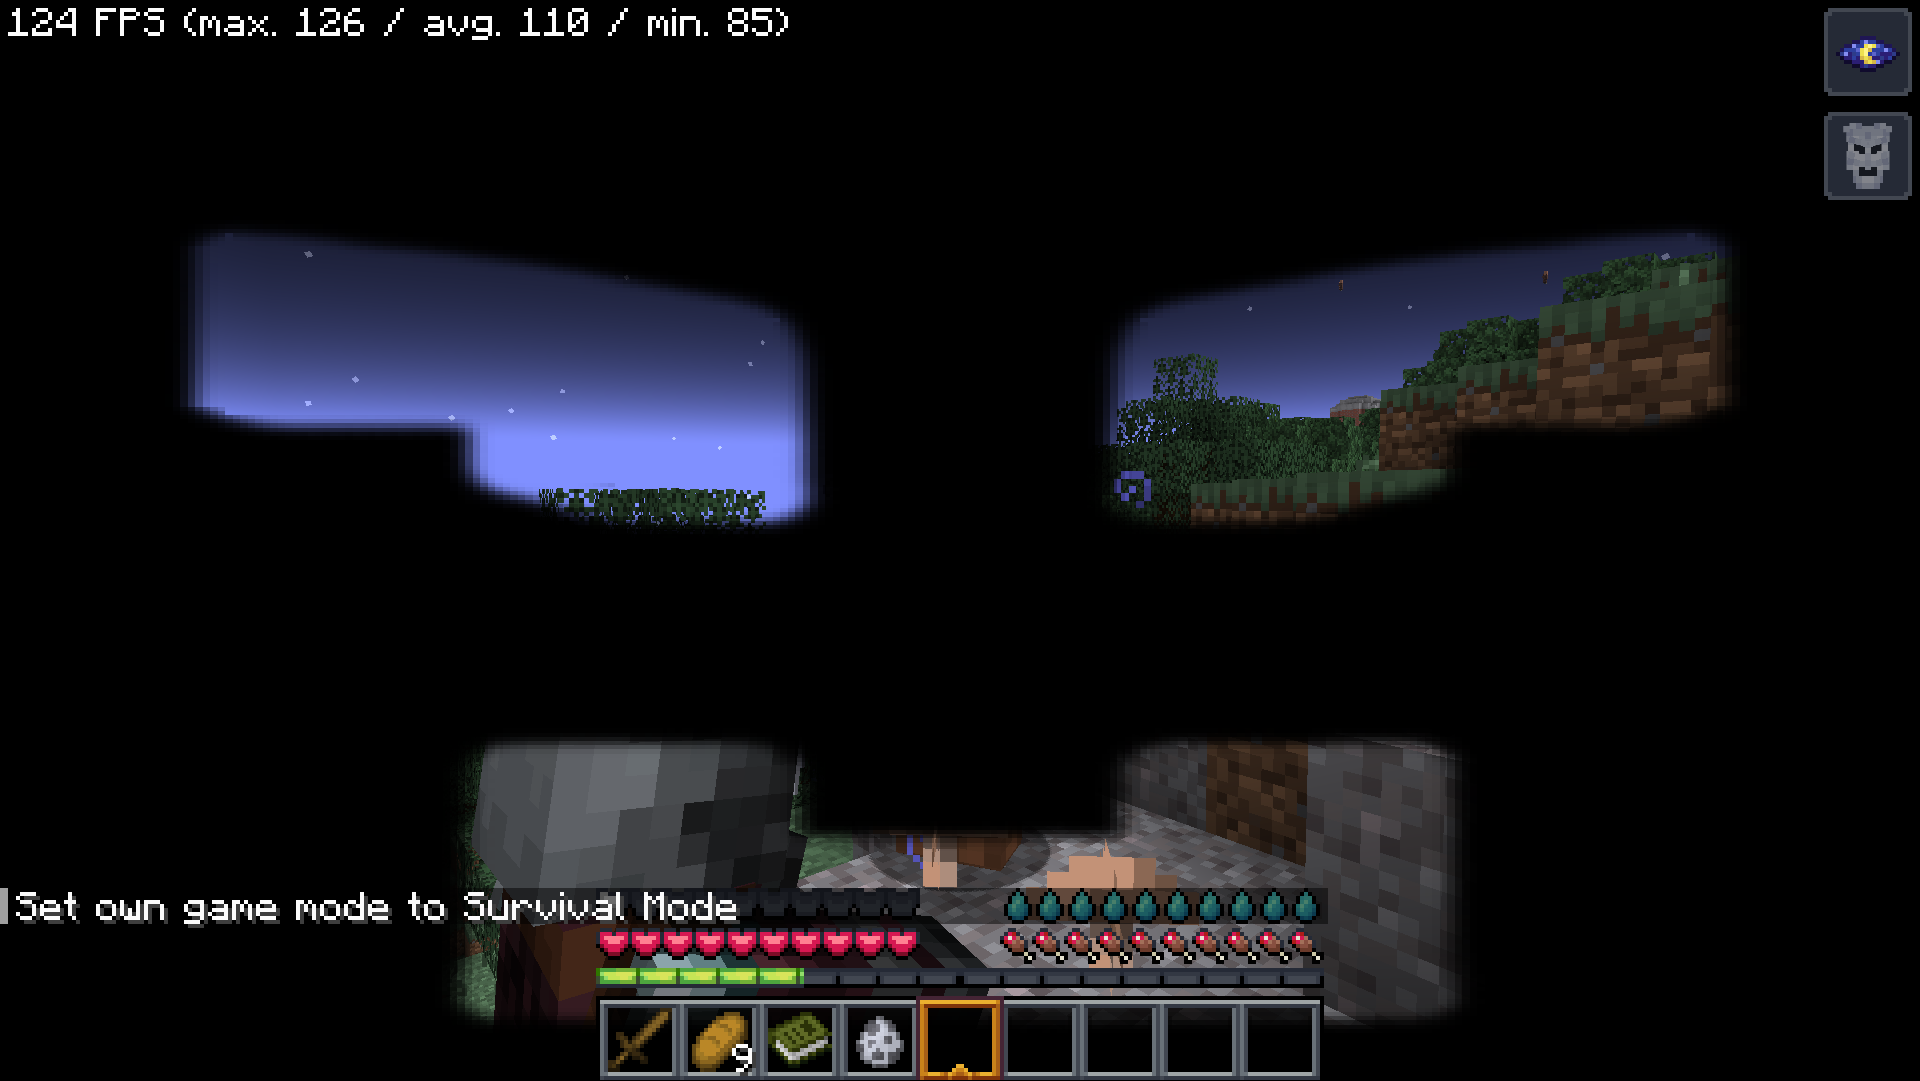 124 FPS (max. 126 / avg. 110 / min. 85)
Set own game mode to Survival Mode
9